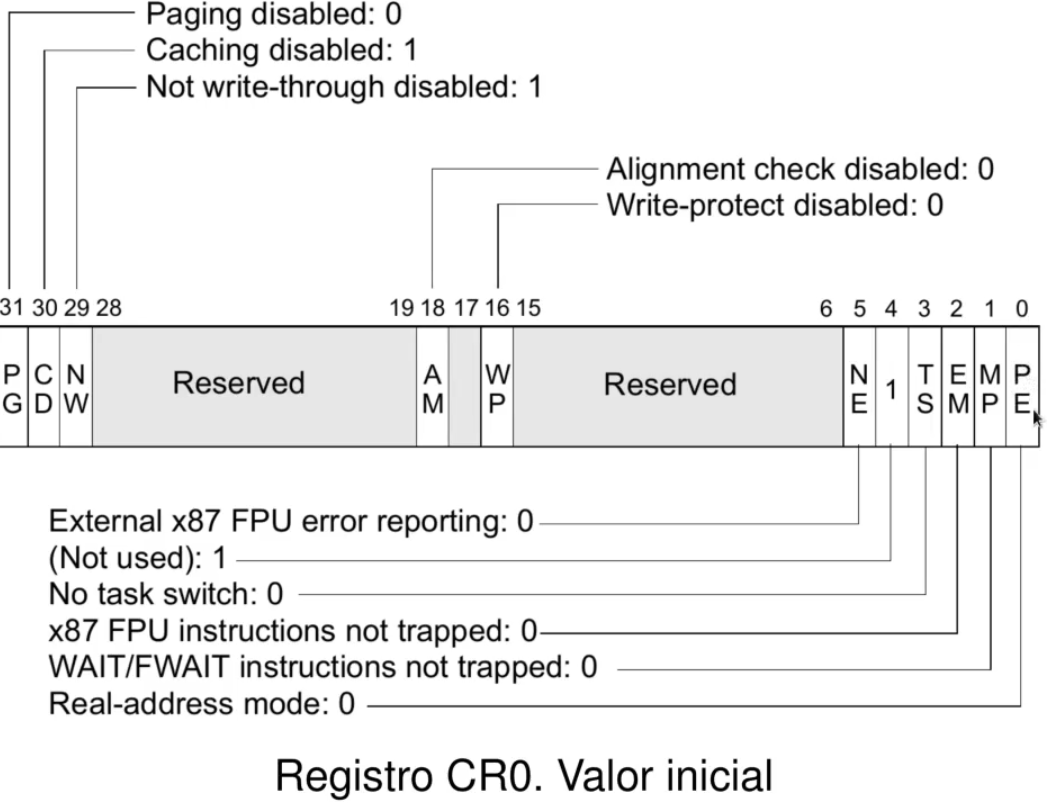 Paging disabled: 0
Caching disabled: 1
Not write-through disabled: 1
Alignment check disabled: 0
Write-protect disabled: 0
31 30 29 28 19 18 17 16 15 6 5 4 3 2 1 0
PG CD NW Reserved AM WP Reserved NE 1 TS EM MP PE
External x87 FPU error reporting: 0
(Not used): 1
No task switch: 0
x87 FPU instructions not trapped: 0
WAIT/FWAIT instructions not trapped: 0
Real-address mode: 0
Registro CR0. Valor inicial